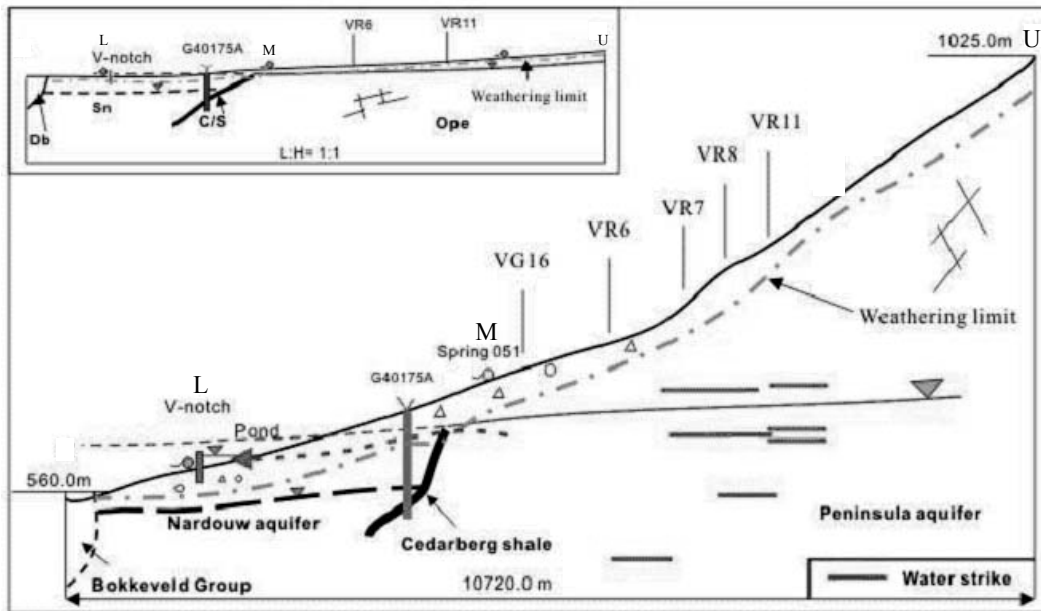 L
V-notch
G40175A
M
VR6
VR11
U
Sn
C/S
Db
Ope
Weathering limit
L:H= 1:1
1025.0m
U
VR11
VR8
VR7
VR6
VG16
Weathering limit
M
Spring 051
G40175A
L
V-notch
Pond
560.0m
Nardouw aquifer
Cedarberg shale
Peninsula aquifer
Bokkeveld Group
10720.0 m
Water strike